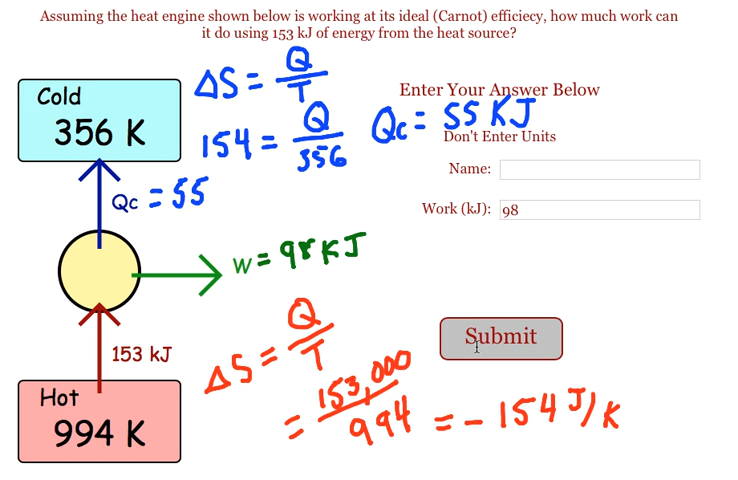 Assuming the heat engine shown below is working at its ideal (Carnot) efficiecy, how much work can
it do using 153 kJ of energy from the heat source?
Cold
356 K
ΔS = Q/T
154 = Q/356
Qc = 55 KJ
Enter Your Answer Below
Don't Enter Units
Name:
Work (kJ): 98
Qc = 55
W = 98 KJ
153 kJ
Submit
Hot
994 K
ΔS = Q/T
= 153,000/994 = - 154 J/K